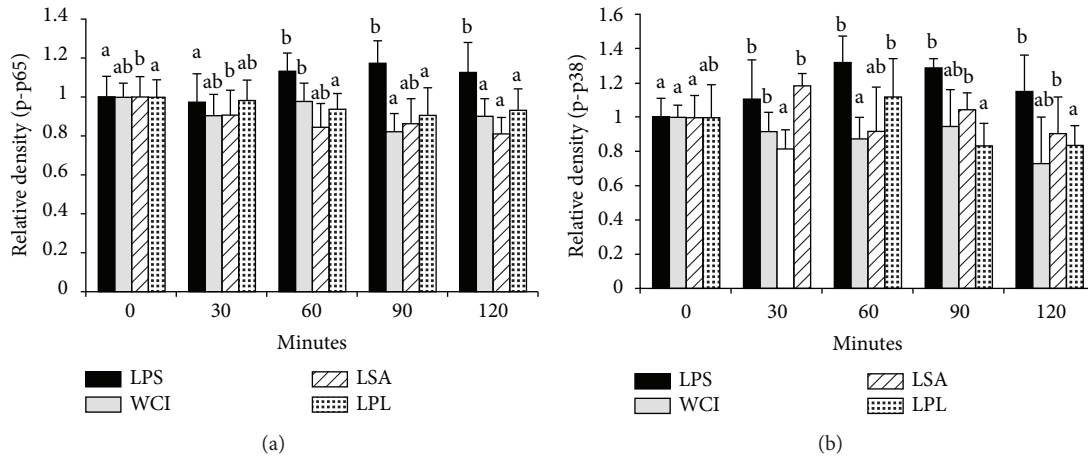 1.4
1.2
1
0.8
0.6
0.4
0.2
0
Relative density (p-p65)
a ab b a
a ab b ab
b ab ab a
b a ab a
b a a a
0 30 60 90 120
Minutes
LPS LSA
WCI LPL
(a)
1.6
1.4
1.2
1
0.8
0.6
0.4
0.2
0
Relative density (p-p38)
a a a ab
b b a b
b a ab b
b ab b a
b ab b a
0 30 60 90 120
Minutes
LPS LSA
WCI LPL
(b)